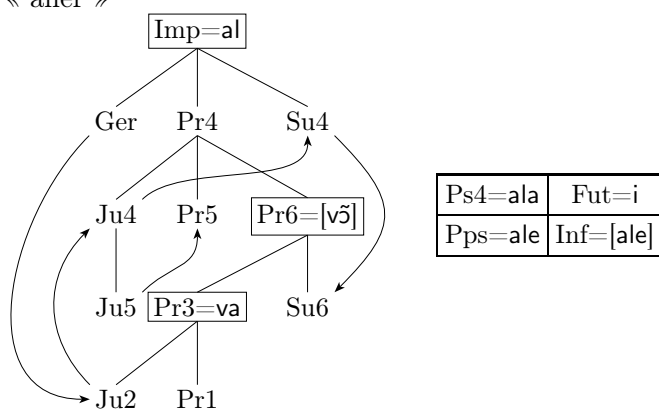 « aller »
Imp=al
Ger Pr4 Su4
Ju4 Pr5 Pr6=[vɔ̃]
Ju5 Pr3=va Su6
Ju2 Pr1
Ps4=ala Fut=i
Pps=ale Inf=[ale]